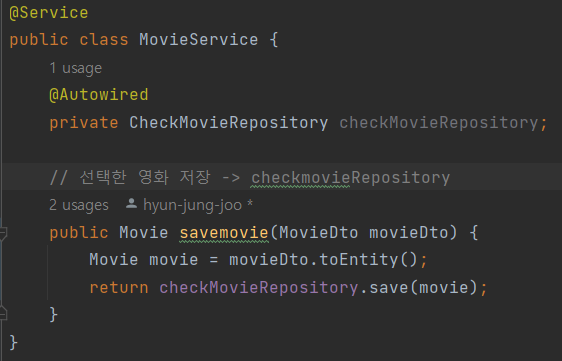 @Service
public class MovieService {
1 usage
@Autowired
private CheckMovieRepository checkMovieRepository;
// 선택한 영화 저장 -> checkmovieRepository
2 usages hyun-jung-joo *
public Movie savemovie(MovieDto movieDto) {
Movie movie = movieDto.toEntity();
return checkMovieRepository.save(movie);
}
}